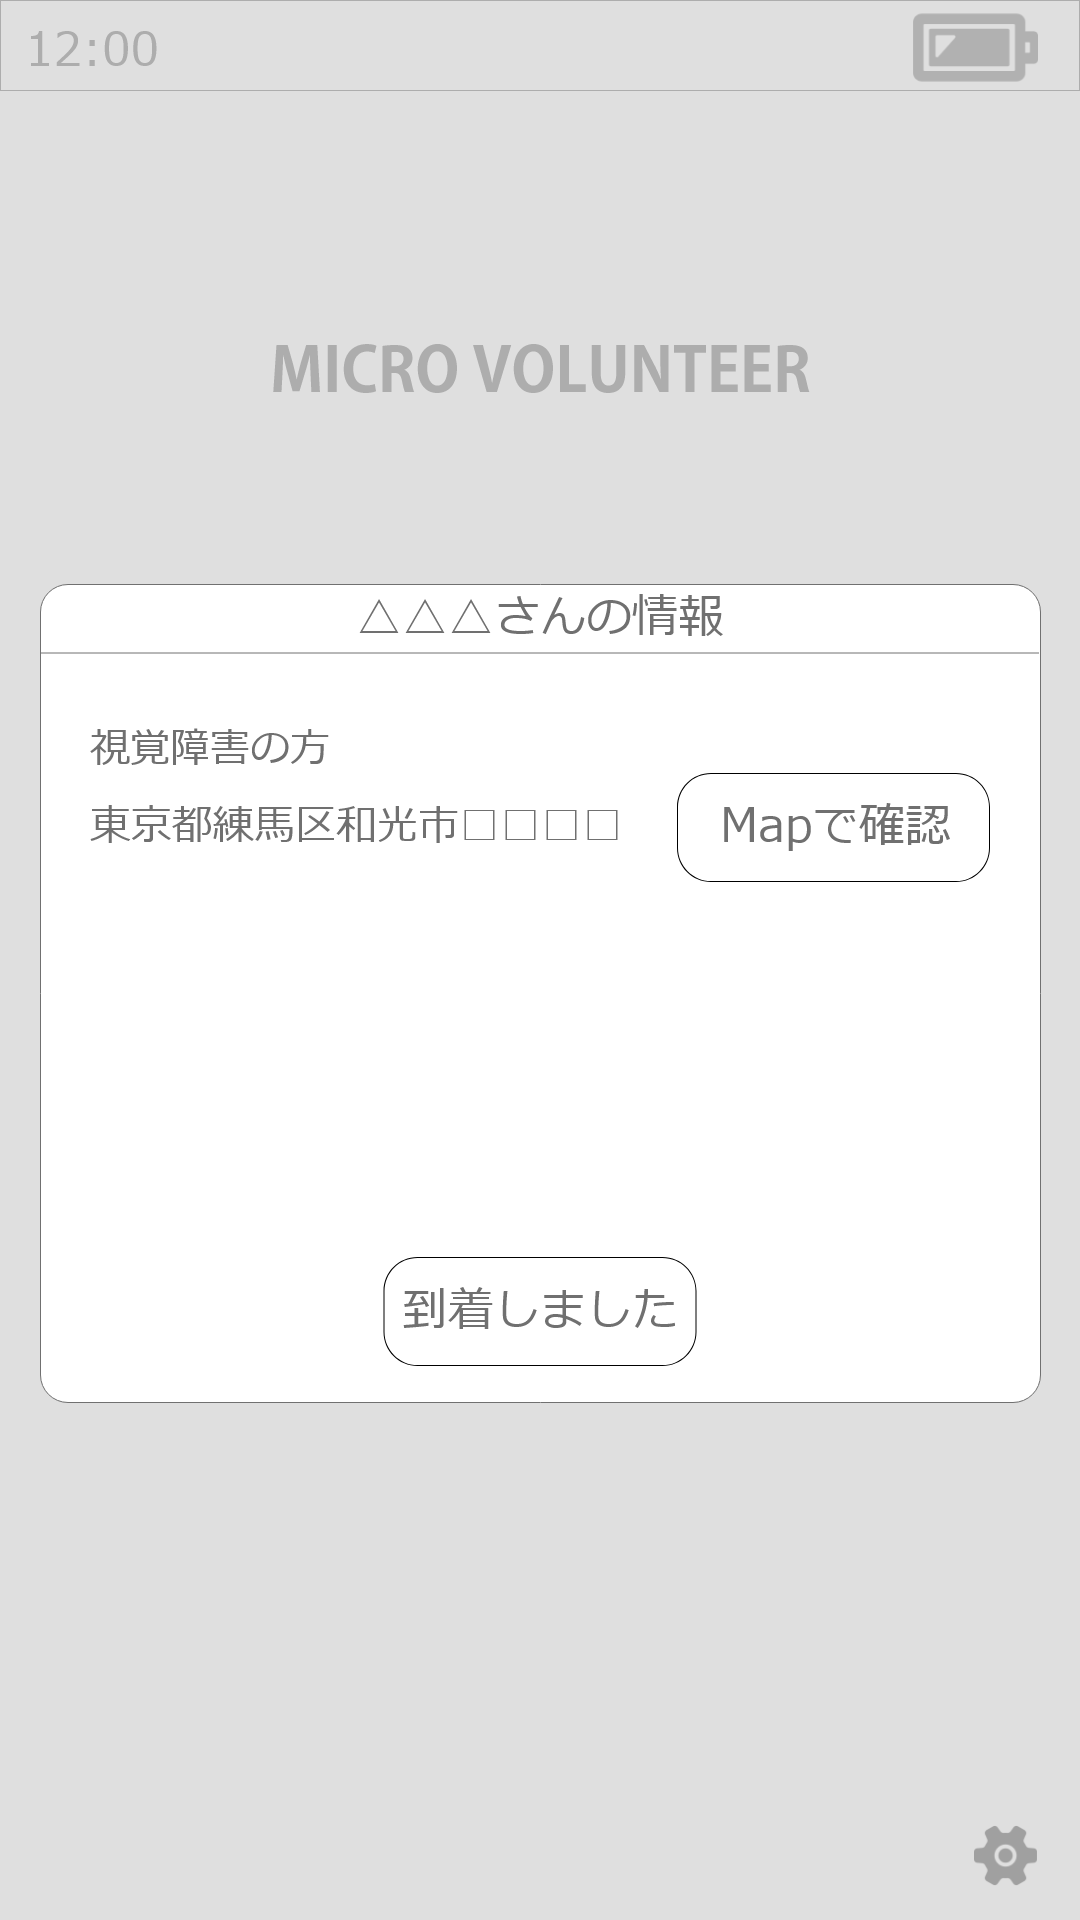 12:00
MICRO VOLUNTEER
△△△さんの情報
視覚障害の方
東京都練馬区和光市□□□□
Mapで確認
到着しました